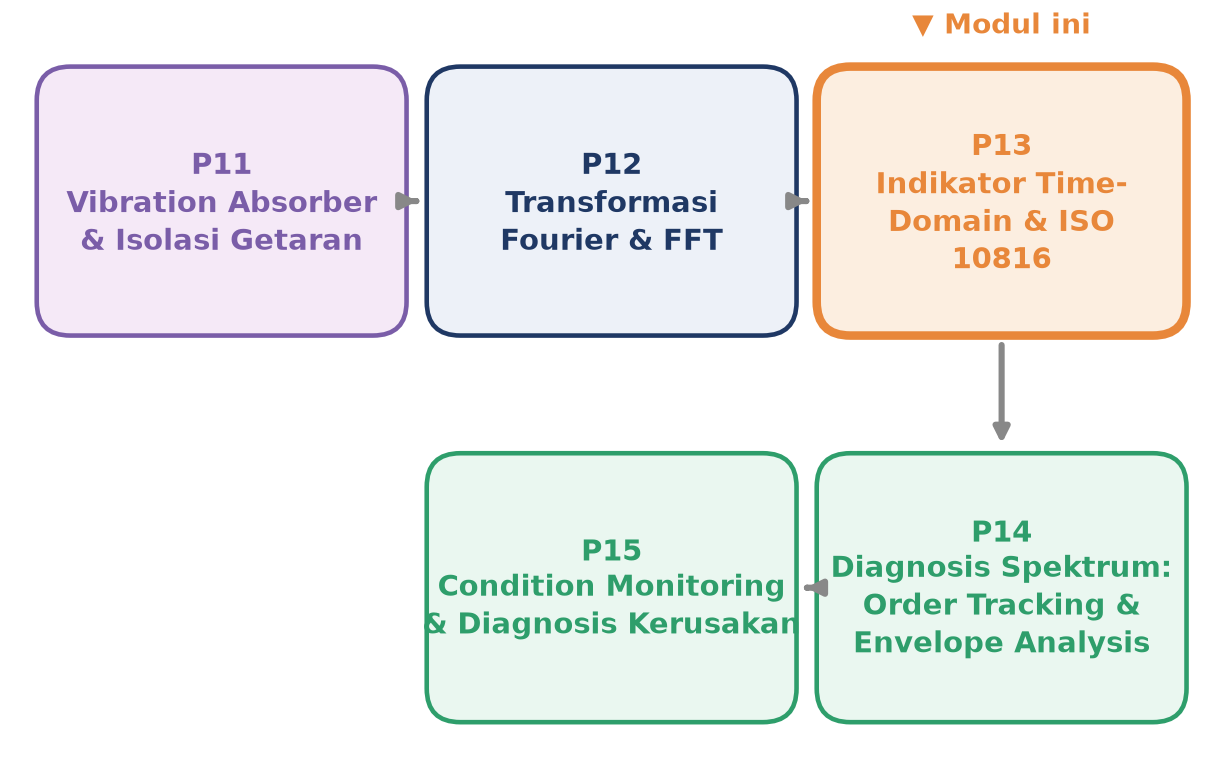 ▼ Modul ini
P11
Vibration Absorber
& Isolasi Getaran
P12
Transformasi
Fourier & FFT
P13
Indikator Time-
Domain & ISO
10816
P14
Diagnosis Spektrum:
Order Tracking &
Envelope Analysis
P15
Condition Monitoring
& Diagnosis Kerusakan